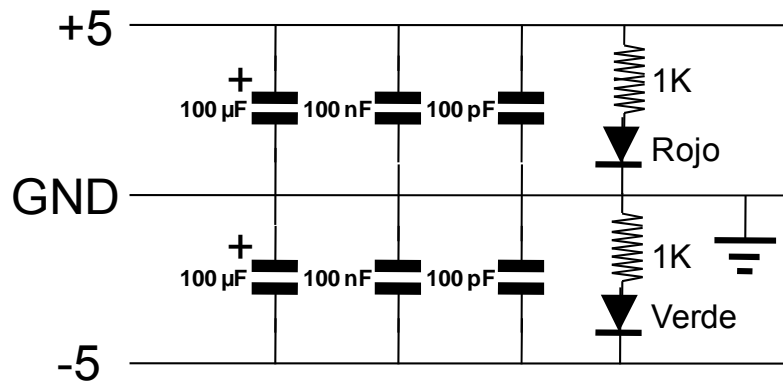 +5
+
100 µF 100 nF 100 pF
1K
Rojo
GND
+
100 µF 100 nF 100 pF
1K
Verde
-5